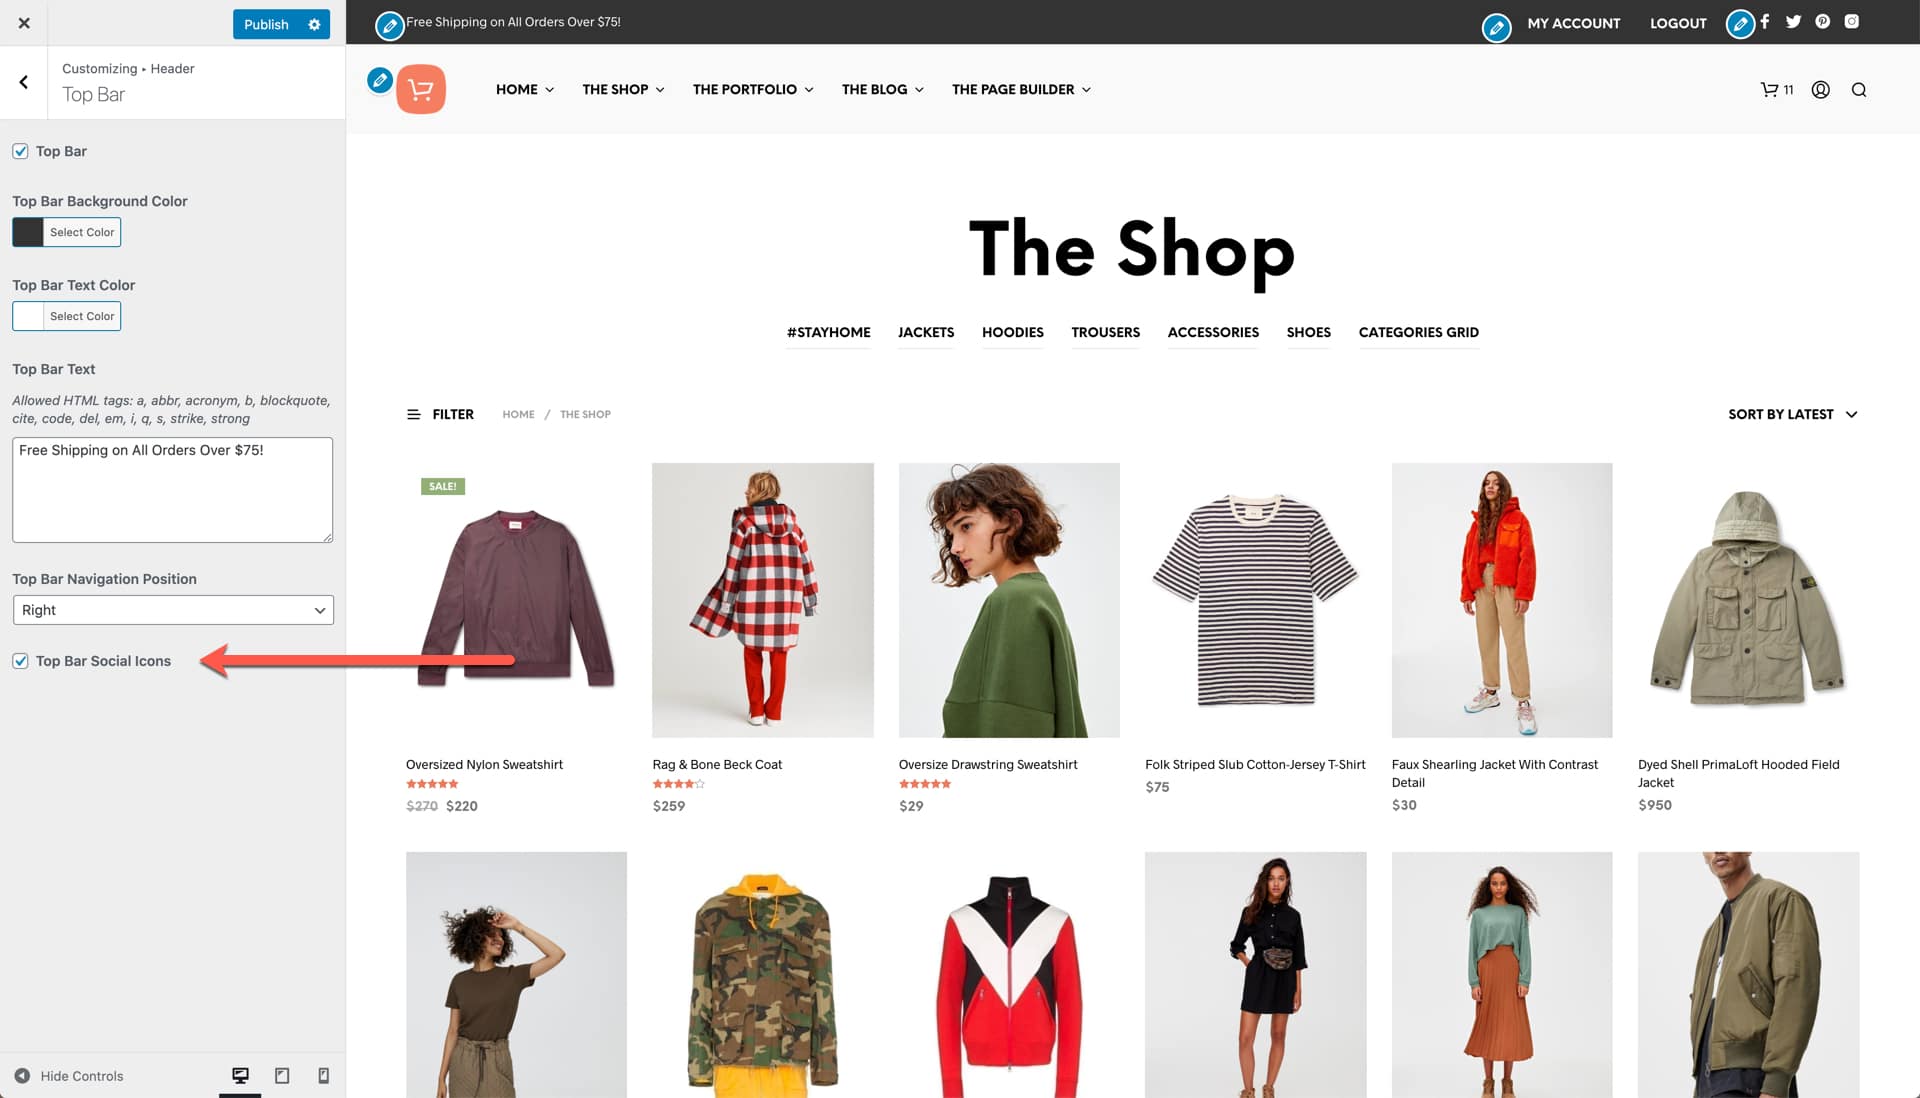 Publish
Customizing ▸ Header
Top Bar
Top Bar
Top Bar Background Color
Select Color
Top Bar Text Color
Select Color
Top Bar Text
Allowed HTML tags: a, abbr, acronym, b, blockquote,
cite, code, del, em, i, q, s, strike, strong
Free Shipping on All Orders Over $75!
Top Bar Navigation Position
Right
Top Bar Social Icons
Hide Controls
Free Shipping on All Orders Over $75!
MY ACCOUNT
LOGOUT
HOME
THE SHOP
THE PORTFOLIO
THE BLOG
THE PAGE BUILDER
11
The Shop
#STAYHOME
JACKETS
HOODIES
TROUSERS
ACCESSORIES
SHOES
CATEGORIES GRID
FILTER
HOME / THE SHOP
SORT BY LATEST
SALE!
Oversized Nylon Sweatshirt
$270 $220
Rag & Bone Beck Coat
$259
Oversize Drawstring Sweatshirt
$29
Folk Striped Slub Cotton-Jersey T-Shirt
$75
Faux Shearling Jacket With Contrast
Detail
$30
Dyed Shell PrimaLoft Hooded Field
Jacket
$950